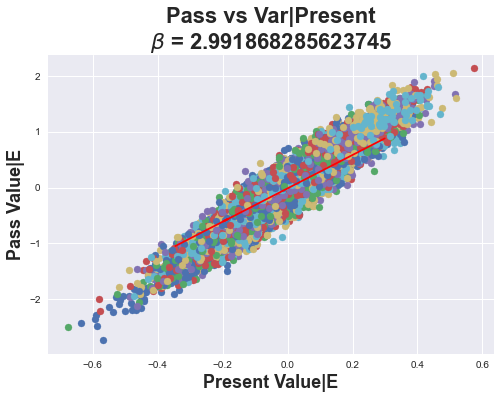 Pass vs Var|Present
β = 2.991868285623745
Pass Value|E
2
1
0
−1
−2
−0.6 −0.4 −0.2 0.0 0.2 0.4 0.6
Present Value|E